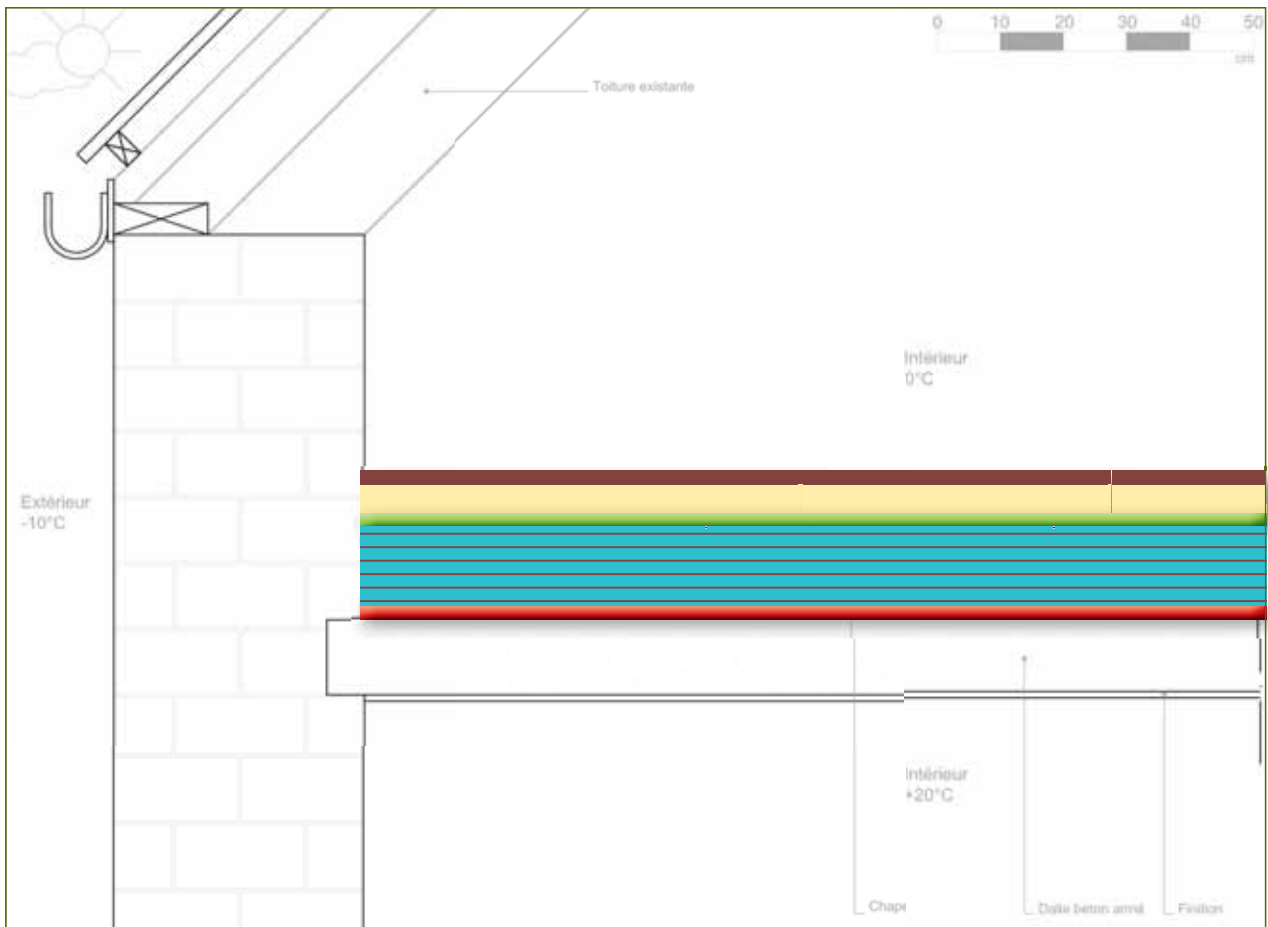 0 10 20 30 40 50
cm
Toiture existante
Intérieur
0°C
Extérieur
-10°C
Intérieur
+20°C
Chape
Dalle beton armé
Finition